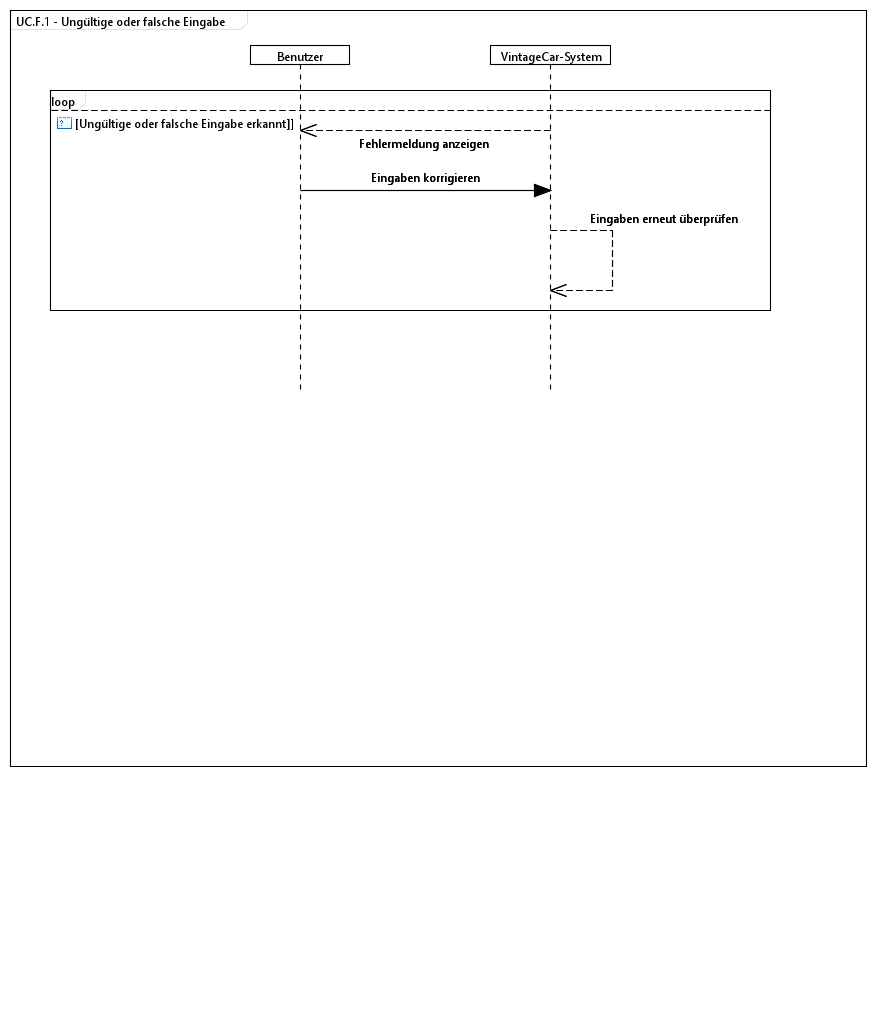 UC.F.1 - Ungültige oder falsche Eingabe
Benutzer
VintageCar-System
loop
? [Ungültige oder falsche Eingabe erkannt]]
Fehlermeldung anzeigen
Eingaben korrigieren
Eingaben erneut überprüfen